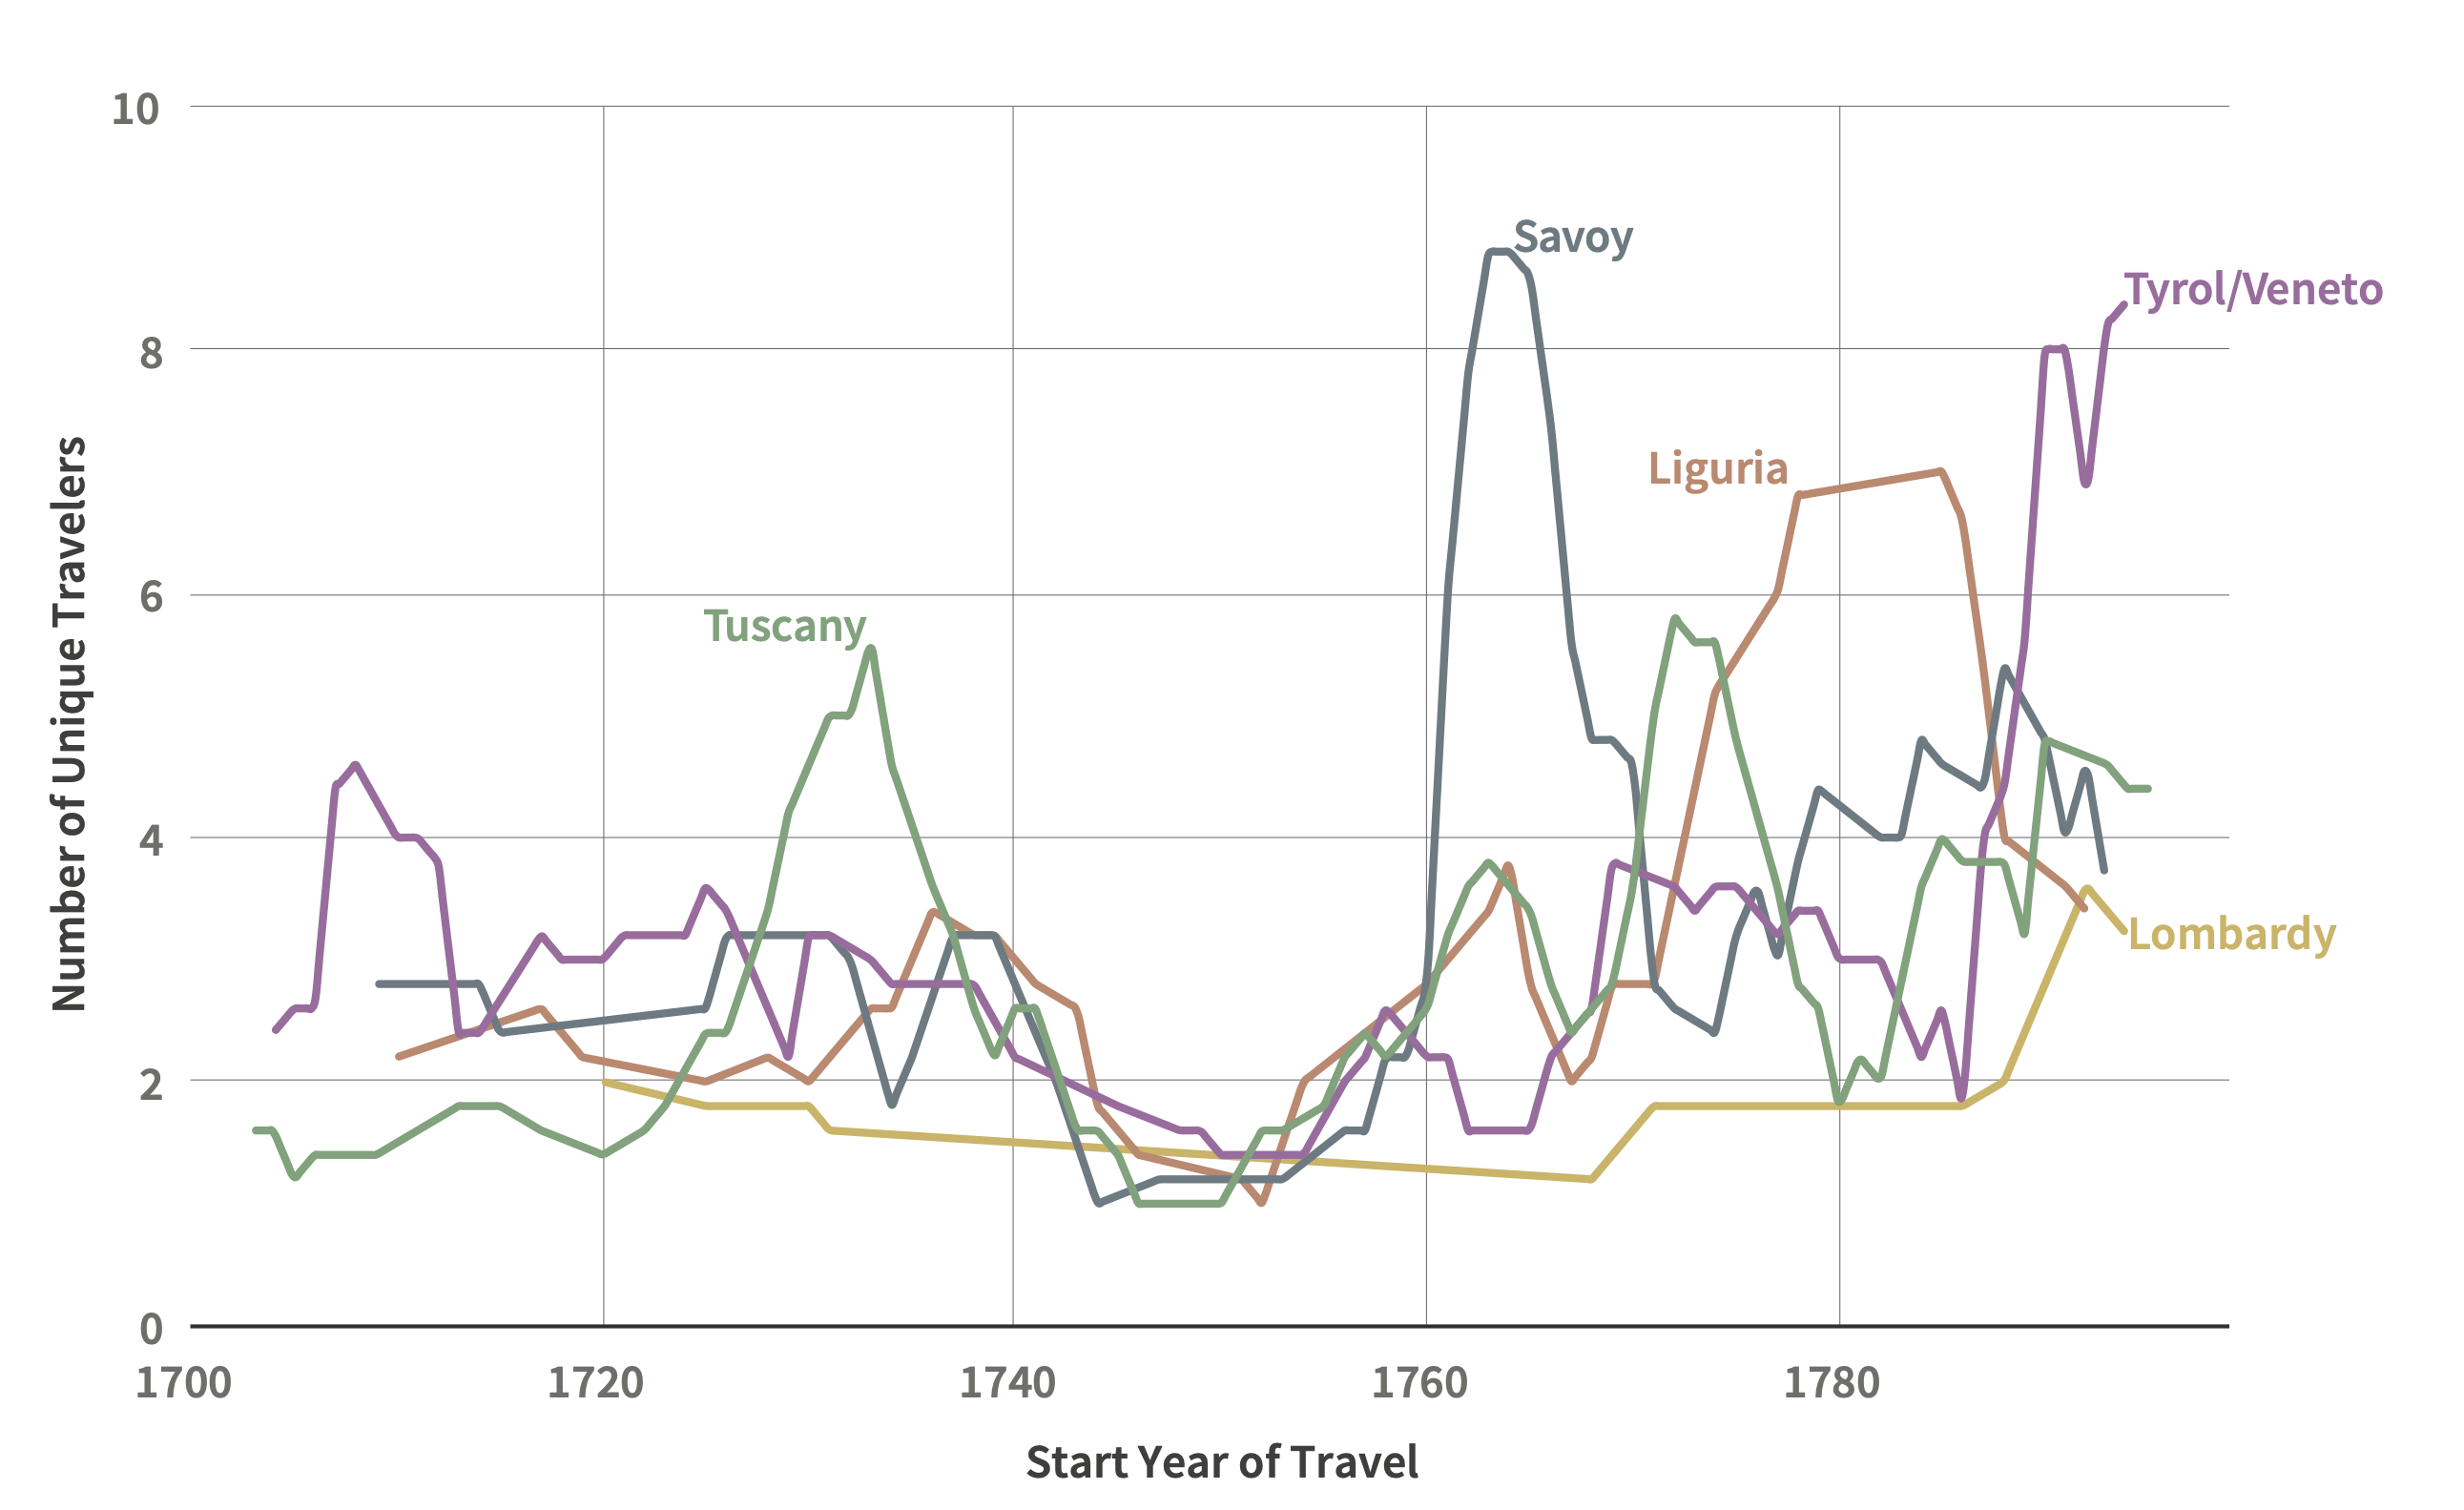 10
8
6
4
2
0
Number of Unique Travelers
Savoy
Tyrol/Veneto
Liguria
Tuscany
Lombardy
1700 1720 1740 1760 1780
Start Year of Travel